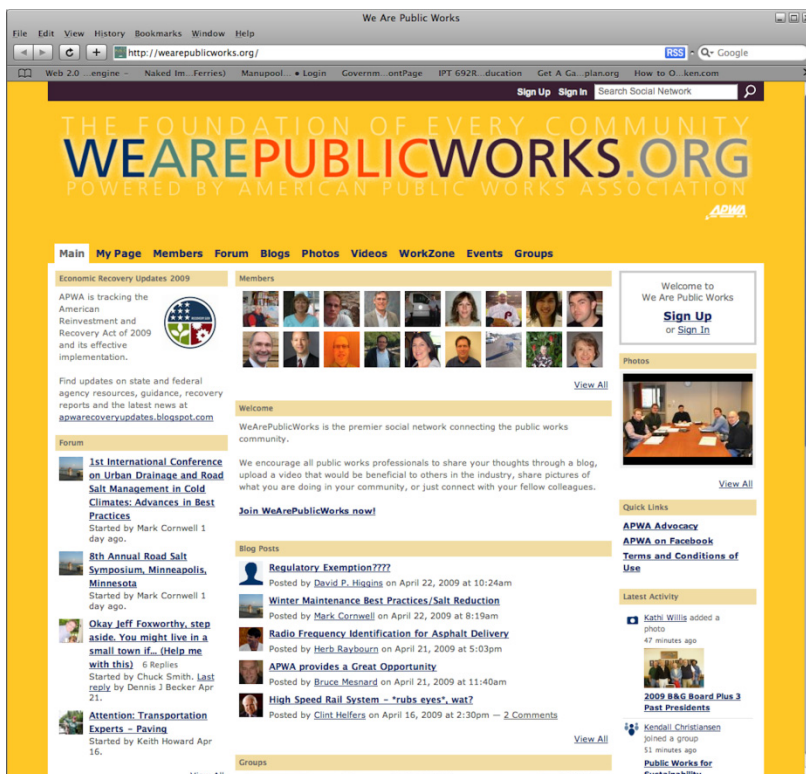 We Are Public Works
File Edit View History Bookmarks Window Help
http://wearepublicworks.org/
RSS
Google
Web 2.0 ...engine – Naked Im...Ferries) Manupool... • Login Governm...ontPage IPT 692R..ducation Get A Ga...plan.org How to O...ken.com
Sign Up Sign In Search Social Network
THE FOUNDATION OF EVERY COMMUNITY
WEAREPUBLICWORKS.ORG
POWERED BY AMERICAN PUBLIC WORKS ASSOCIATION
APWA
Main My Page Members Forum Blogs Photos Videos WorkZone Events Groups
Economic Recovery Updates 2009
APWA is tracking the
American
Reinvestment and
Recovery Act of 2009
and its effective
implementation.
Find updates on state and federal
agency resources, guidance, recovery
reports and the latest news at
apwarecoveryupdates.blogspot.com
Forum
1st International Conference
on Urban Drainage and Road
Salt Management in Cold
Climates: Advances in Best
Practices
Started by Mark Cornwell 1
day ago.
8th Annual Road Salt
Symposium, Minneapolis,
Minnesota
Started by Mark Cornwell 1
day ago.
Okay Jeff Foxworthy, step
aside. You might live in a
small town if... (Help me
with this) 6 Replies
Started by Chuck Smith. Last
reply by Dennis J Becker Apr
21.
Attention: Transportation
Experts – Paving
Started by Keith Howard Apr
16.
View All
Members
View All
Welcome
WeArePublicWorks is the premier social network connecting the public works
community.
We encourage all public works professionals to share your thoughts through a blog,
upload a video that would be beneficial to others in the industry, share pictures of
what you are doing in your community, or just connect with your fellow colleagues.
Join WeArePublicWorks now!
Blog Posts
Regulatory Exemption????
Posted by David P. Higgins on April 22, 2009 at 10:24am
Winter Maintenance Best Practices/Salt Reduction
Posted by Mark Cornwell on April 22, 2009 at 8:19am
Radio Frequency Identification for Asphalt Delivery
Posted by Herb Raybourn on April 21, 2009 at 5:03pm
APWA provides a Great Opportunity
Posted by Bruce Mesnard on April 21, 2009 at 11:40am
High Speed Rail System – *rubs eyes*, wat?
Posted by Clint Helfers on April 16, 2009 at 2:30pm — 2 Comments
View All
Groups
Welcome to
We Are Public Works
Sign Up
or Sign In
Photos
View All
Quick Links
APWA Advocacy
APWA on Facebook
Terms and Conditions of
Use
Latest Activity
Kathi Willis added a
photo
47 minutes ago
2009 B&G Board Plus 3
Past Presidents
Kendall Christiansen
joined a group
51 minutes ago
Public Works for
Sustainability